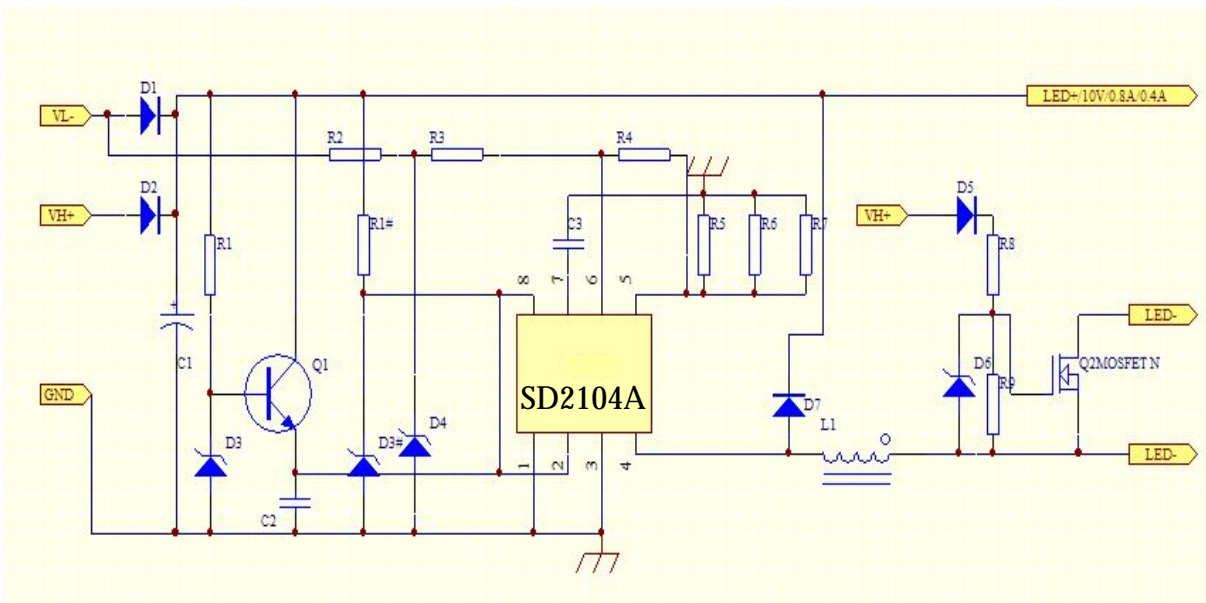 D1
LED+/10V/0.8A/0.4A
VL-
R2
R3
R4
D2
D5
VH+
VH+
R1
R1#
C3
R5
R6
R7
R8
8
7
6
5
C1
Q1
D6
LED-
Q2MOSFET N
R9
GND
SD2104A
D7
D3
D3#
D4
L1
LED-
1
2
3
4
C2